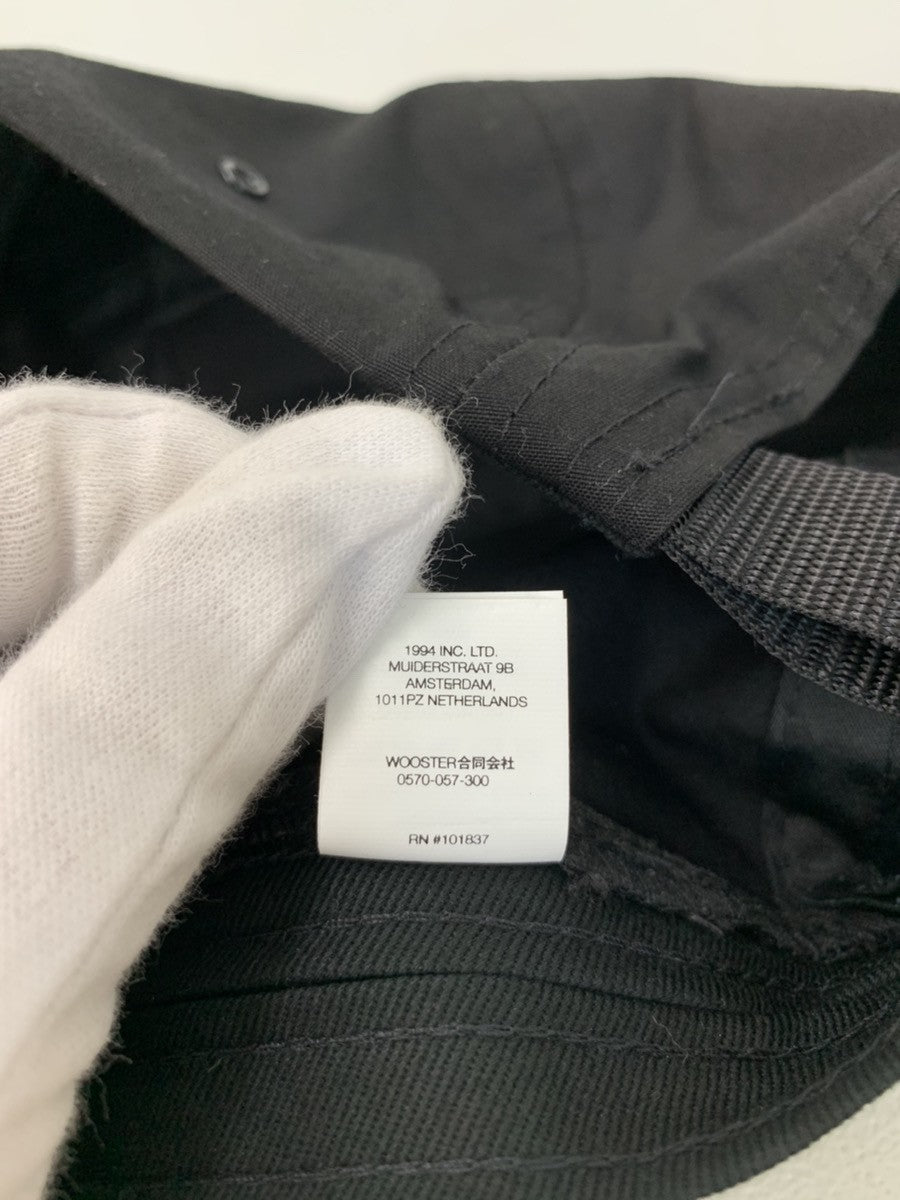 1994 INC. LTD.
MUIDERSTRAAT 9B
AMSTERDAM,
1011PZ NETHERLANDS
WOOSTER合同会社
0570-057-300
RN #101837